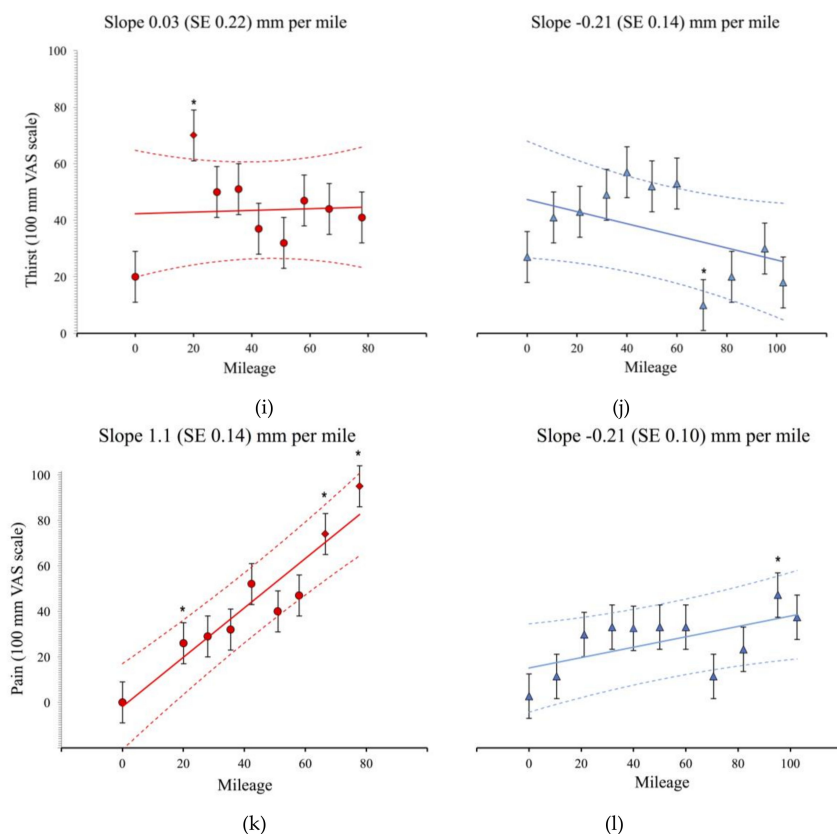 Slope 0.03 (SE 0.22) mm per mile
Slope -0.21 (SE 0.14) mm per mile
100
80
60
40
20
0
Thirst (100 mm VAS scale)
*
*
0 20 40 60 80
0 20 40 60 80 100
Mileage
Mileage
(i)
(j)
Slope 1.1 (SE 0.14) mm per mile
Slope -0.21 (SE 0.10) mm per mile
100
80
60
40
20
0
Pain (100 mm VAS scale)
*
*
*
*
0 20 40 60 80
0 20 40 60 80 100
Mileage
Mileage
(k)
(l)